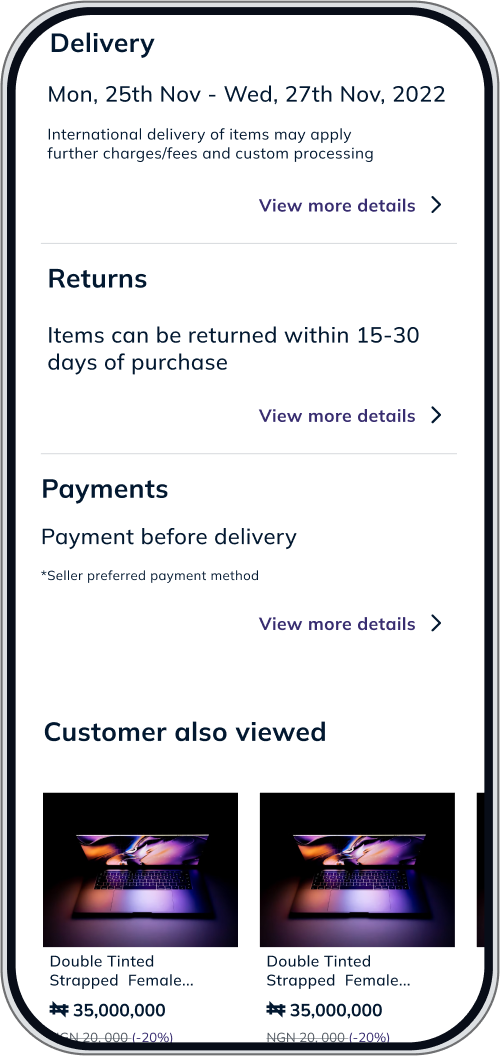 Delivery
Mon, 25th Nov - Wed, 27th Nov, 2022
International delivery of items may apply
further charges/fees and custom processing
View more details
Returns
Items can be returned within 15-30
days of purchase
View more details
Payments
Payment before delivery
*Seller preferred payment method
View more details
Customer also viewed
Double Tinted
Strapped Female...
₦ 35,000,000
NGN 20, 000 (-20%)
Double Tinted
Strapped Female...
₦ 35,000,000
NGN 20, 000 (-20%)